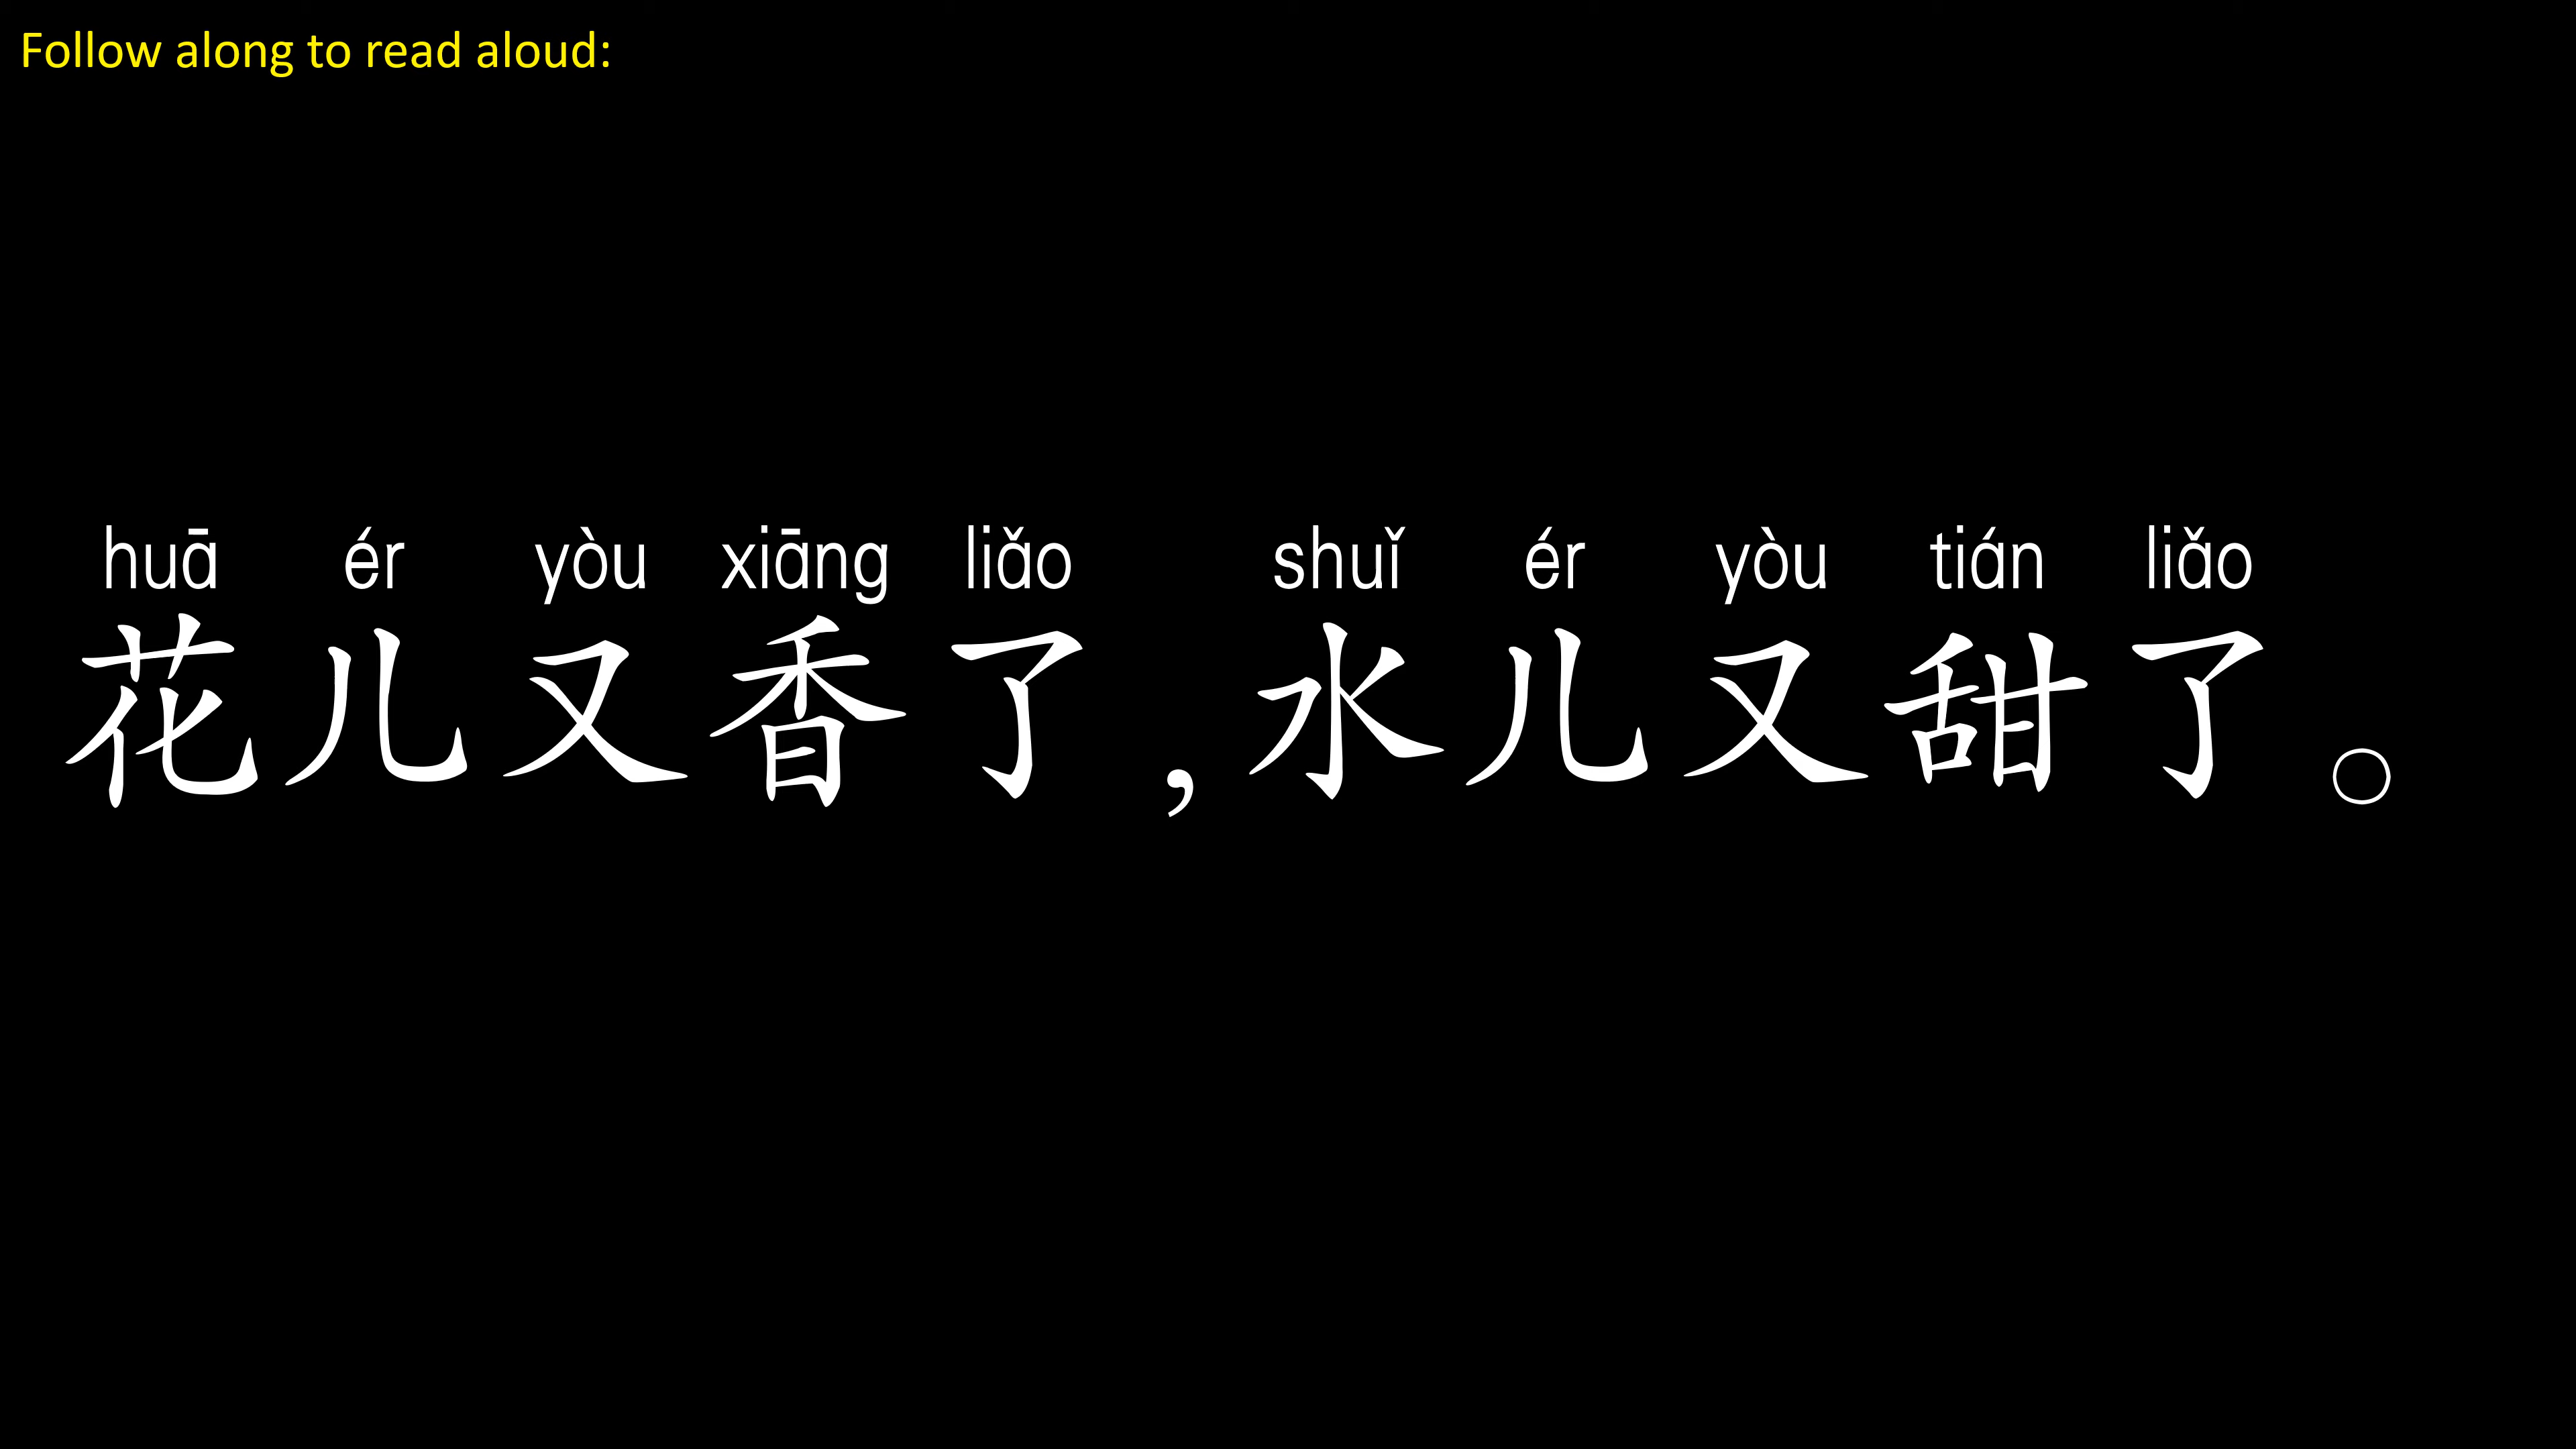 Follow along to read aloud:
huā ér yòu xiāng liǎo shuǐ ér yòu tián liǎo
花儿又香了,水儿又甜了。